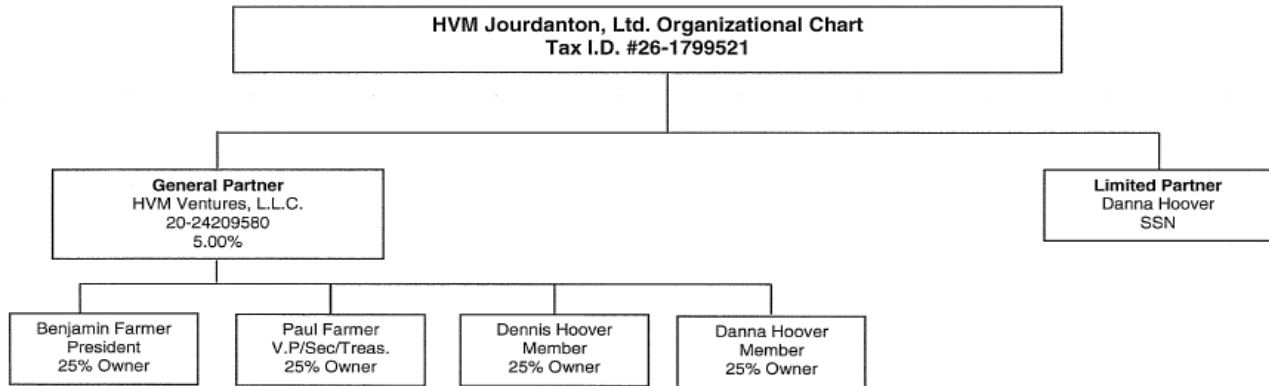 HVM Jourdanton, Ltd. Organizational Chart
Tax I.D. #26-1799521
General Partner
HVM Ventures, L.L.C.
20-24209580
5.00%
Limited Partner
Danna Hoover
SSN
Benjamin Farmer
President
25% Owner
Paul Farmer
V.P/Sec/Treas.
25% Owner
Dennis Hoover
Member
25% Owner
Danna Hoover
Member
25% Owner